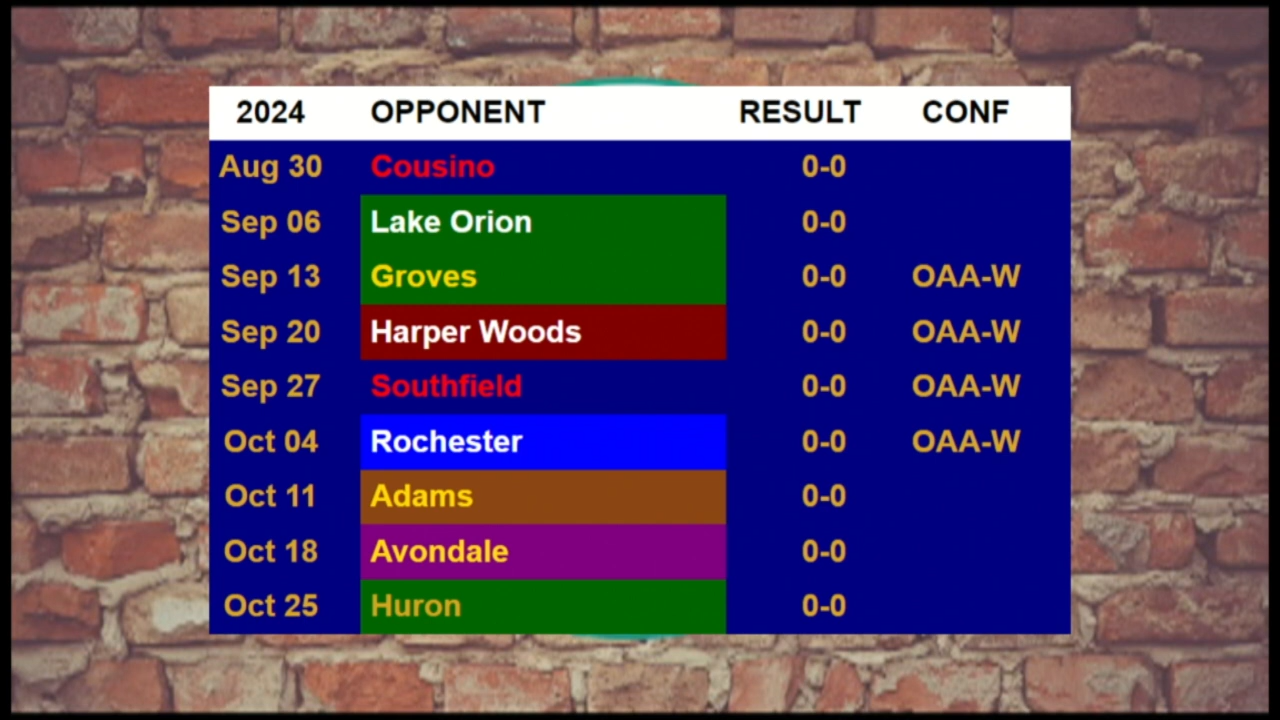 2024 OPPONENT RESULT CONF
Aug 30 Cousino 0-0
Sep 06 Lake Orion 0-0
Sep 13 Groves 0-0 OAA-W
Sep 20 Harper Woods 0-0 OAA-W
Sep 27 Southfield 0-0 OAA-W
Oct 04 Rochester 0-0 OAA-W
Oct 11 Adams 0-0
Oct 18 Avondale 0-0
Oct 25 Huron 0-0